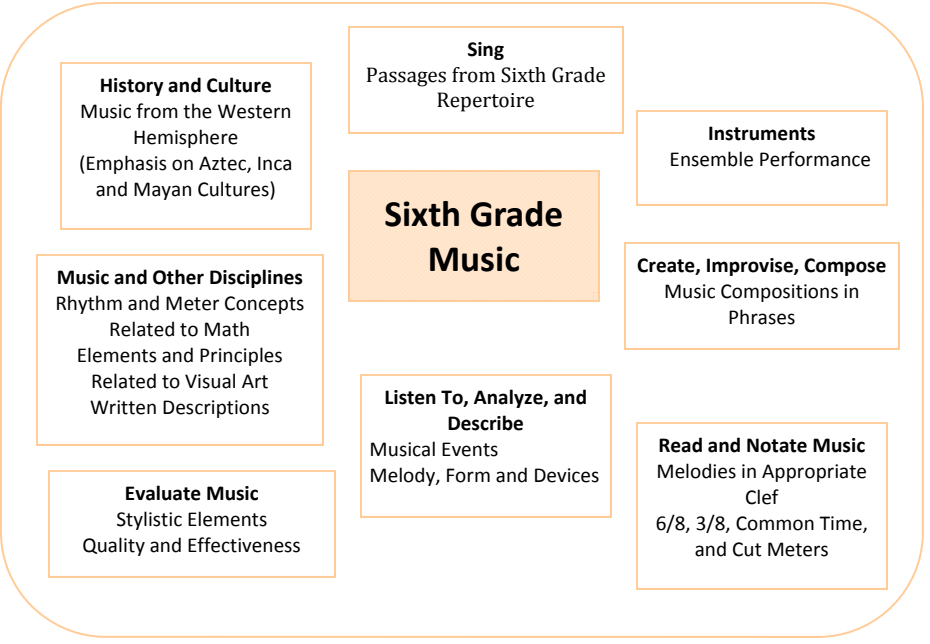 Sing
Passages from Sixth Grade
Repertoire
History and Culture
Music from the Western
Hemisphere
(Emphasis on Aztec, Inca
and Mayan Cultures)
Instruments
Ensemble Performance
Sixth Grade
Music
Music and Other Disciplines
Rhythm and Meter Concepts
Related to Math
Elements and Principles
Related to Visual Art
Written Descriptions
Create, Improvise, Compose
Music Compositions in
Phrases
Listen To, Analyze, and
Describe
Musical Events
Melody, Form and Devices
Read and Notate Music
Melodies in Appropriate
Clef
6/8, 3/8, Common Time,
and Cut Meters
Evaluate Music
Stylistic Elements
Quality and Effectiveness